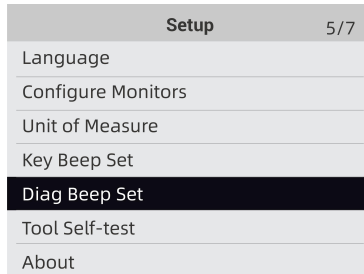 Setup 5/7
Language
Configure Monitors
Unit of Measure
Key Beep Set
Diag Beep Set
Tool Self-test
About